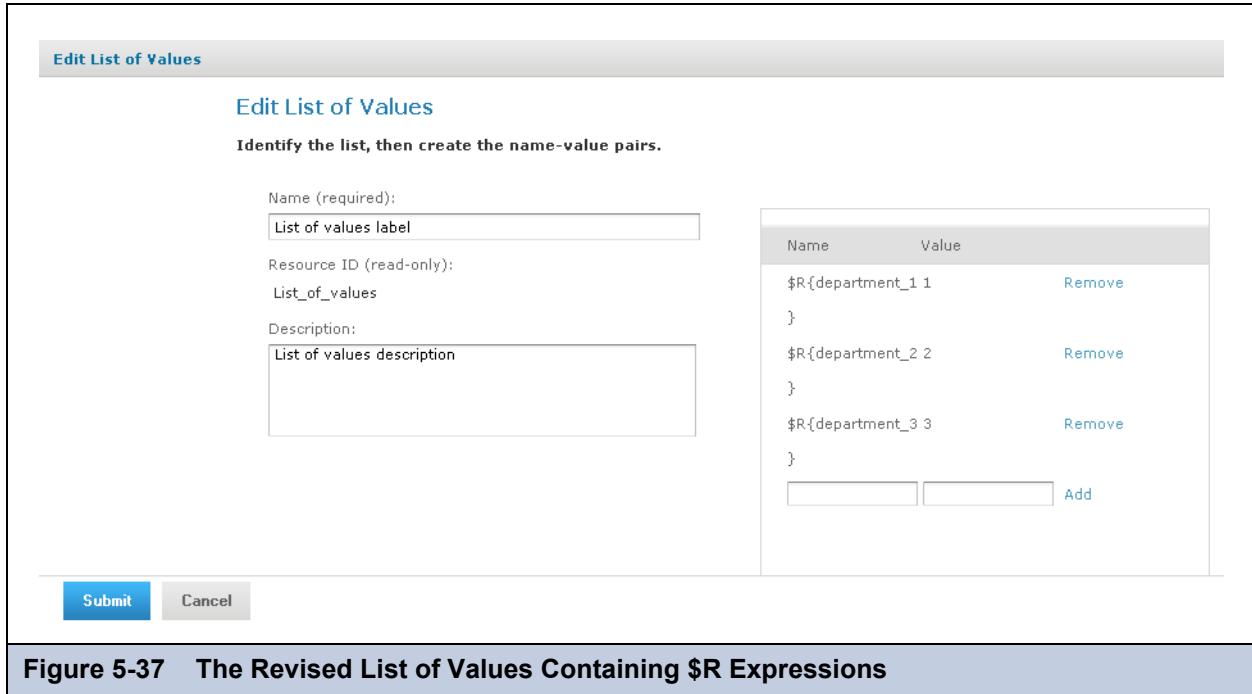 Edit List of Values
Edit List of Values
Identify the list, then create the name-value pairs.
Name (required):
List of values label
Resource ID (read-only):
List_of_values
Description:
List of values description
Name Value
$R{department_1 1 Remove
}
$R{department_2 2 Remove
}
$R{department_3 3 Remove
}
Add
Submit Cancel
Figure 5-37 The Revised List of Values Containing $R Expressions